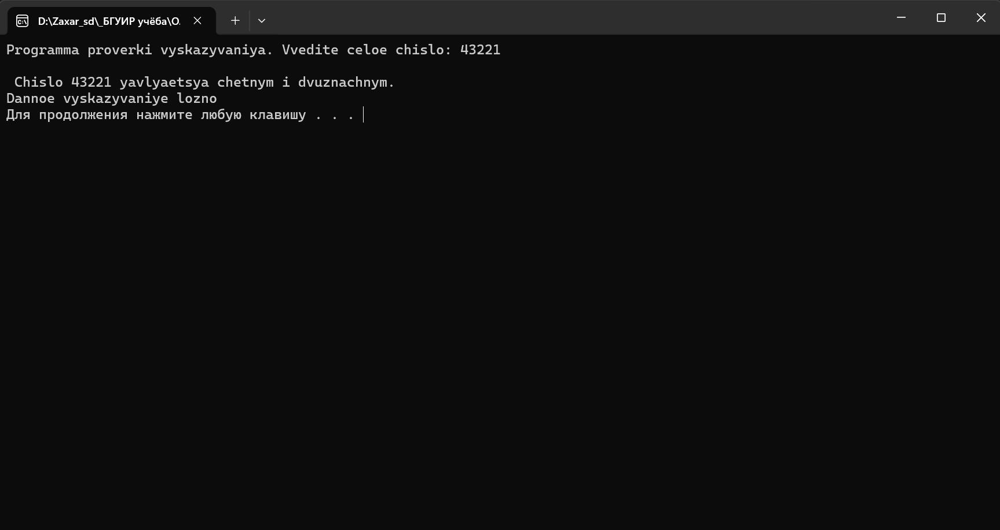 D:\Zaxar_sd\_БГУИР учёба\О.
Programma proverki vyskazyvaniya. Vvedite celoe chislo: 43221
Chislo 43221 yavlyaetsya chetnym i dvuznachnym.
Dannoe vyskazyvaniye lozno
Для продолжения нажмите любую клавишу . . .